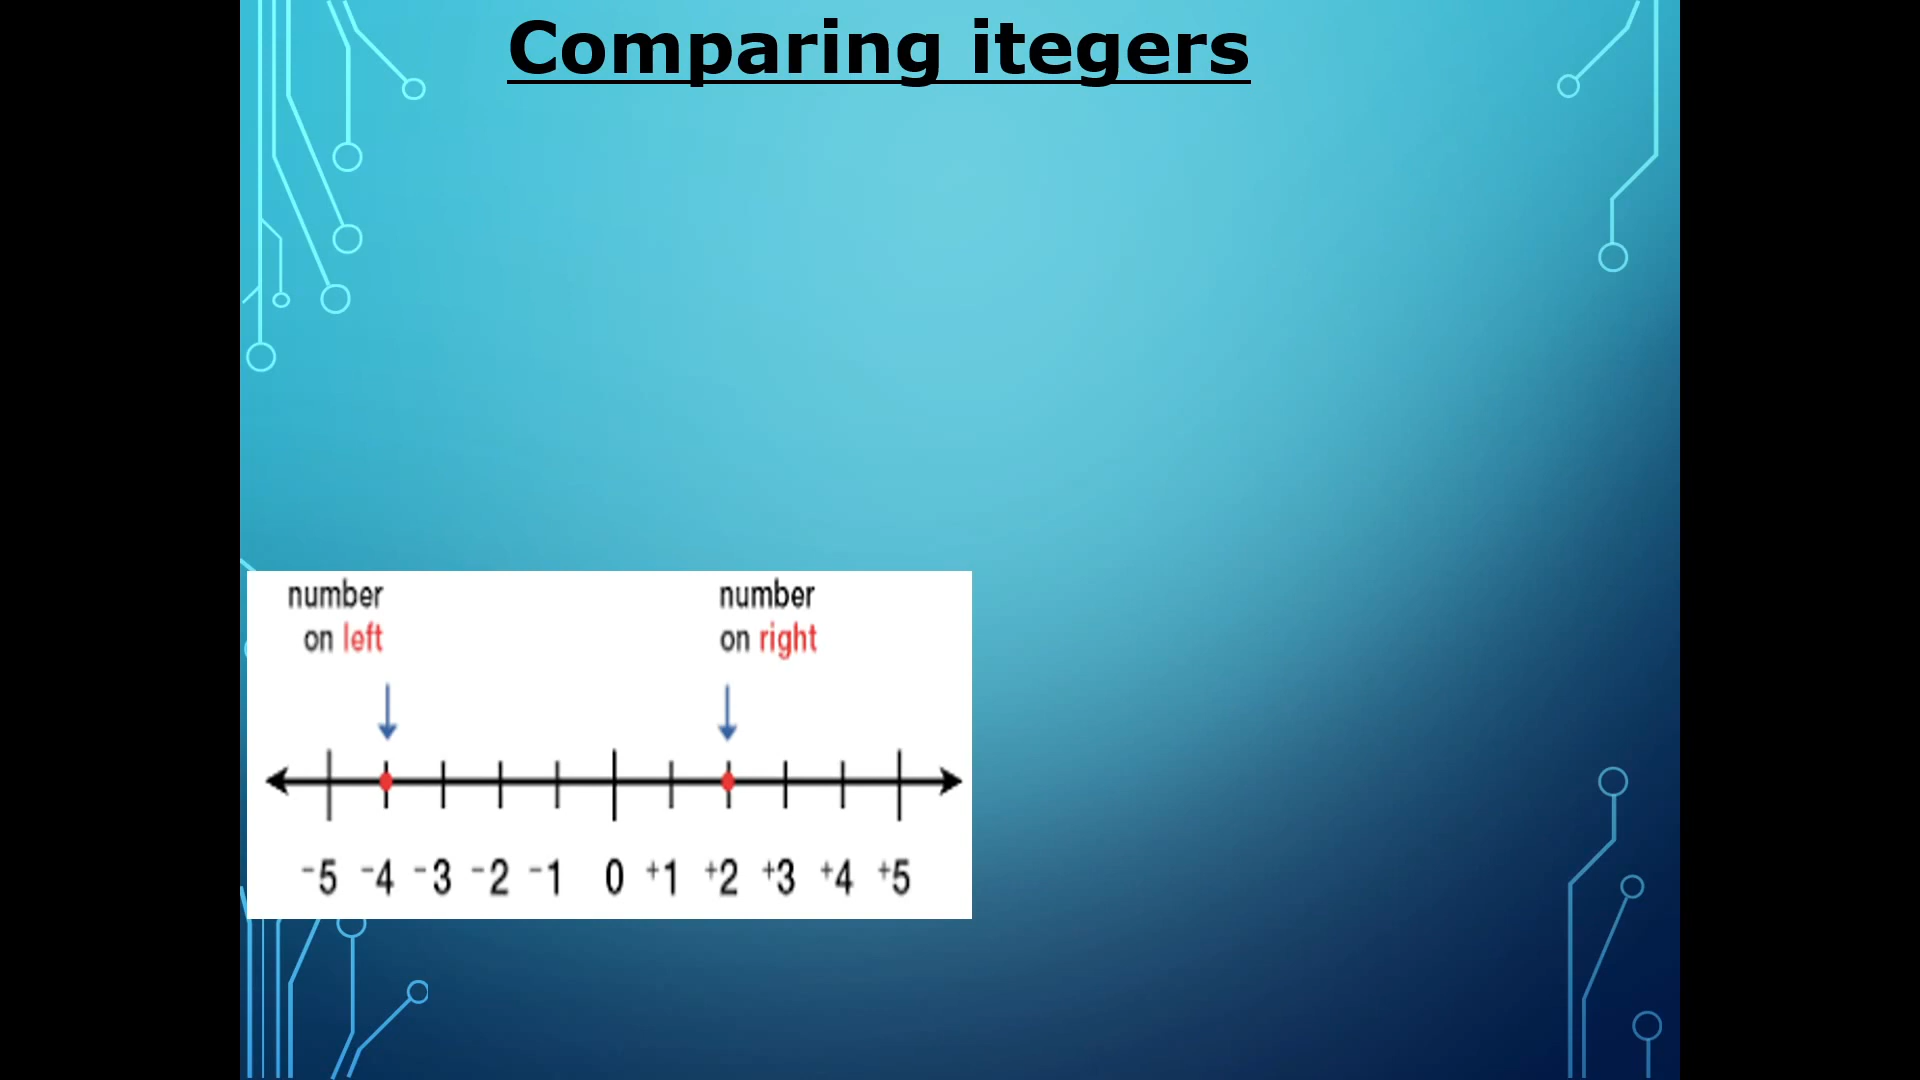 Comparing itegers
number
on left
number
on right
-5 -4 -3 -2 -1 0 +1 +2 +3 +4 +5